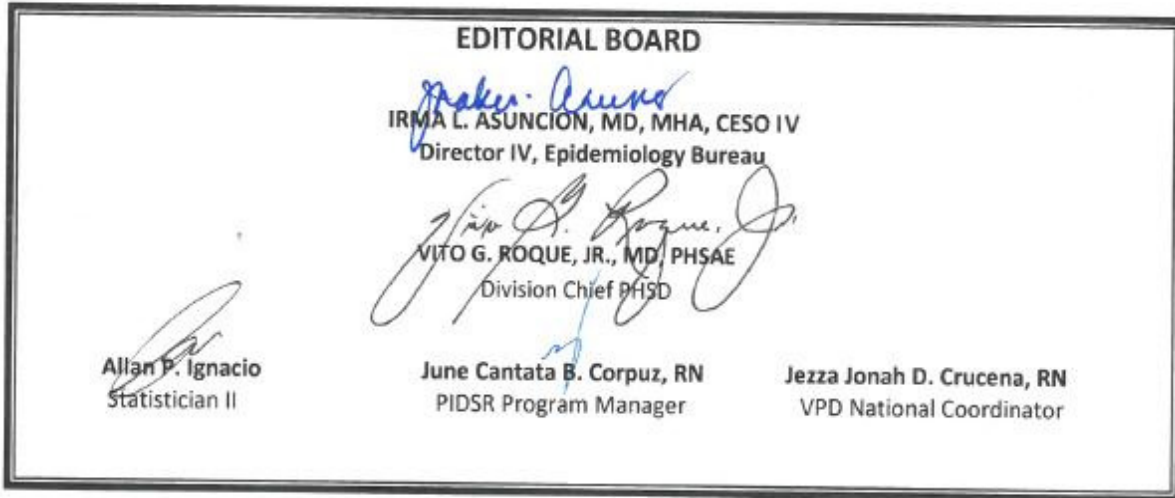 EDITORIAL BOARD
IRMA L. ASUNCION, MD, MHA, CESO IV
Director IV, Epidemiology Bureau
VITO G. ROQUE, JR., MD, PHSAE
Division Chief PHSD
Allan P. Ignacio
Statistician II
June Cantata B. Corpuz, RN
PIDSR Program Manager
Jezza Jonah D. Crucena, RN
VPD National Coordinator